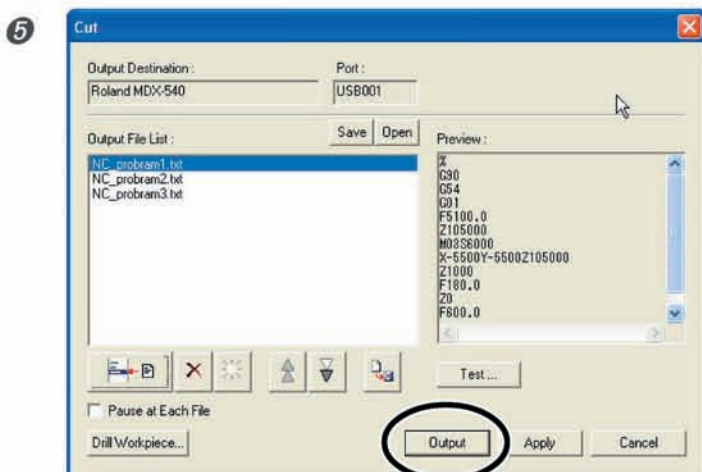 5
Cut
Output Destination :
Port :
Roland MDX-540
USB001
Output File List :
Save
Open
Preview :
NC_probram1.txt
NC_probram2.txt
NC_probram3.txt
%
G90
G54
G01
F5100.0
Z105000
M03S6000
X-5500Y-5500Z105000
Z1000
F180.0
Z0
F600.0
Test ...
Pause at Each File
Drill Workpiece...
Output
Apply
Cancel